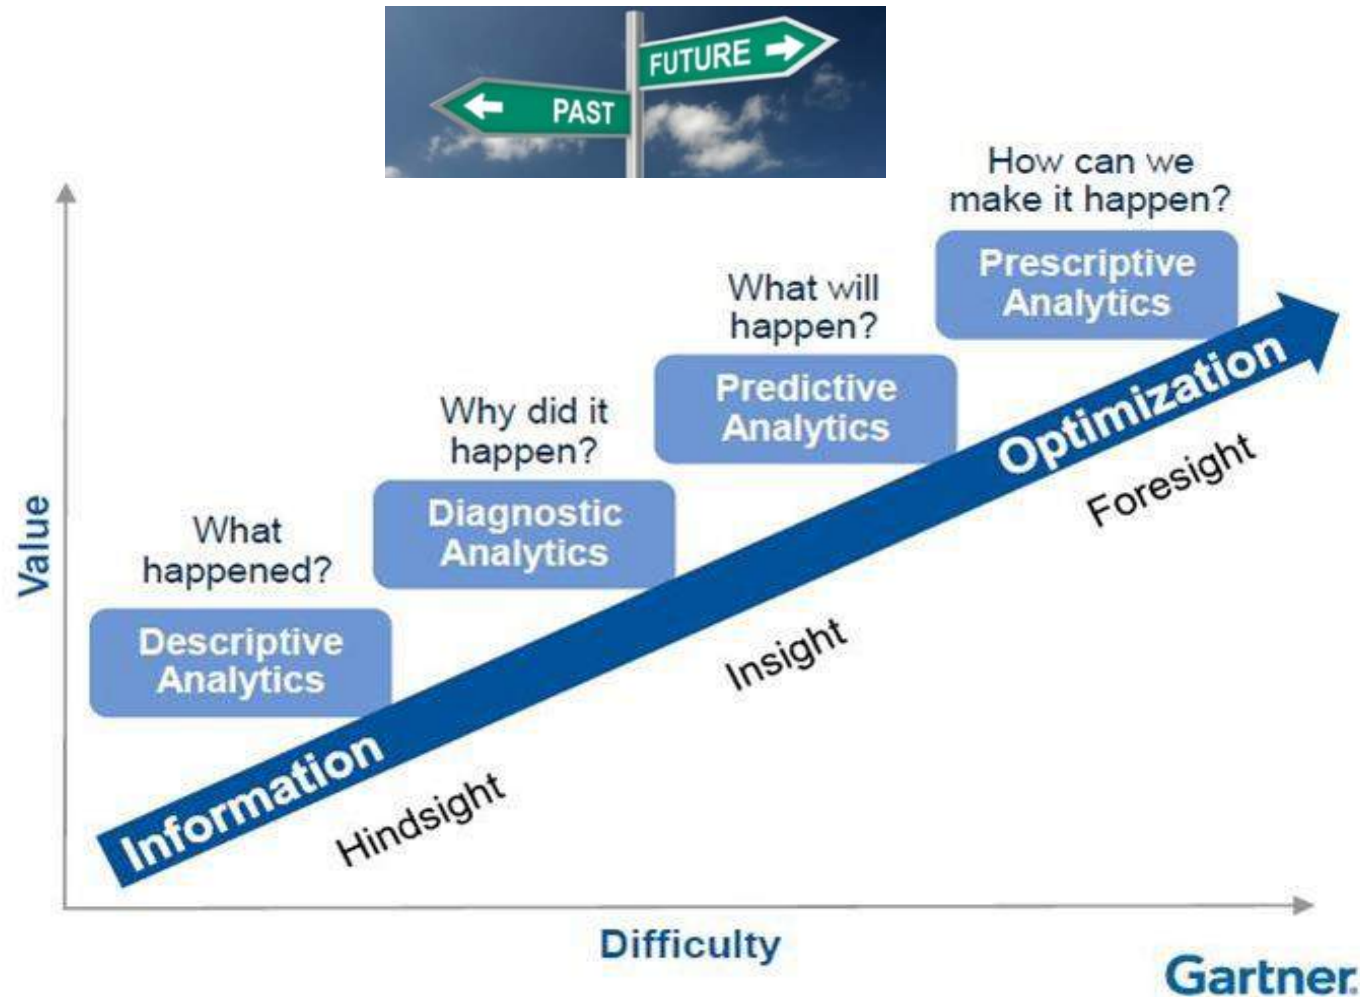 FUTURE
PAST
How can we
make it happen?
Prescriptive
Analytics
What will
happen?
Predictive
Analytics
Why did it
happen?
Diagnostic
Analytics
What
happened?
Descriptive
Analytics
Value
Information
Optimization
Hindsight
Insight
Foresight
Difficulty
Gartner.